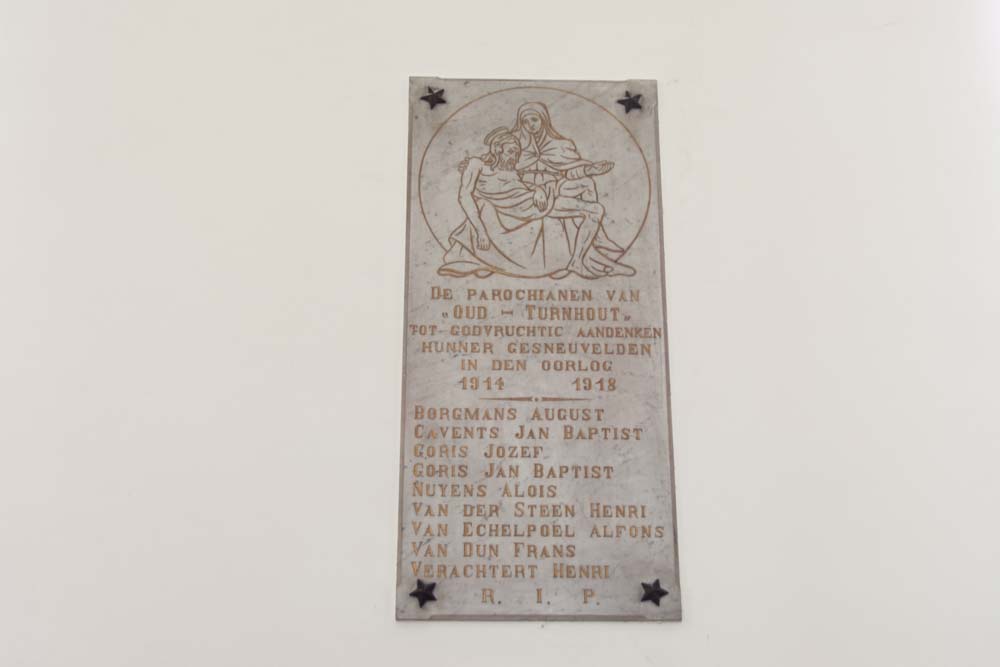 DE PAROCHIANEN VAN
„OUD - TURNHOUT„
TOT GODVRUCHTIG AANDENKEN
HUNNER GESNEUVELDEN
IN DEN OORLOG
1914 1918
BORGMANS AUGUST
CAVENTS JAN BAPTIST
GORIS JOZEF
GORIS JAN BAPTIST
NUYENS ALOIS
VAN DER STEEN HENRI
VAN ECHELPOEL ALFONS
VAN DUN FRANS
VERACHTERT HENRI
R. I. P.